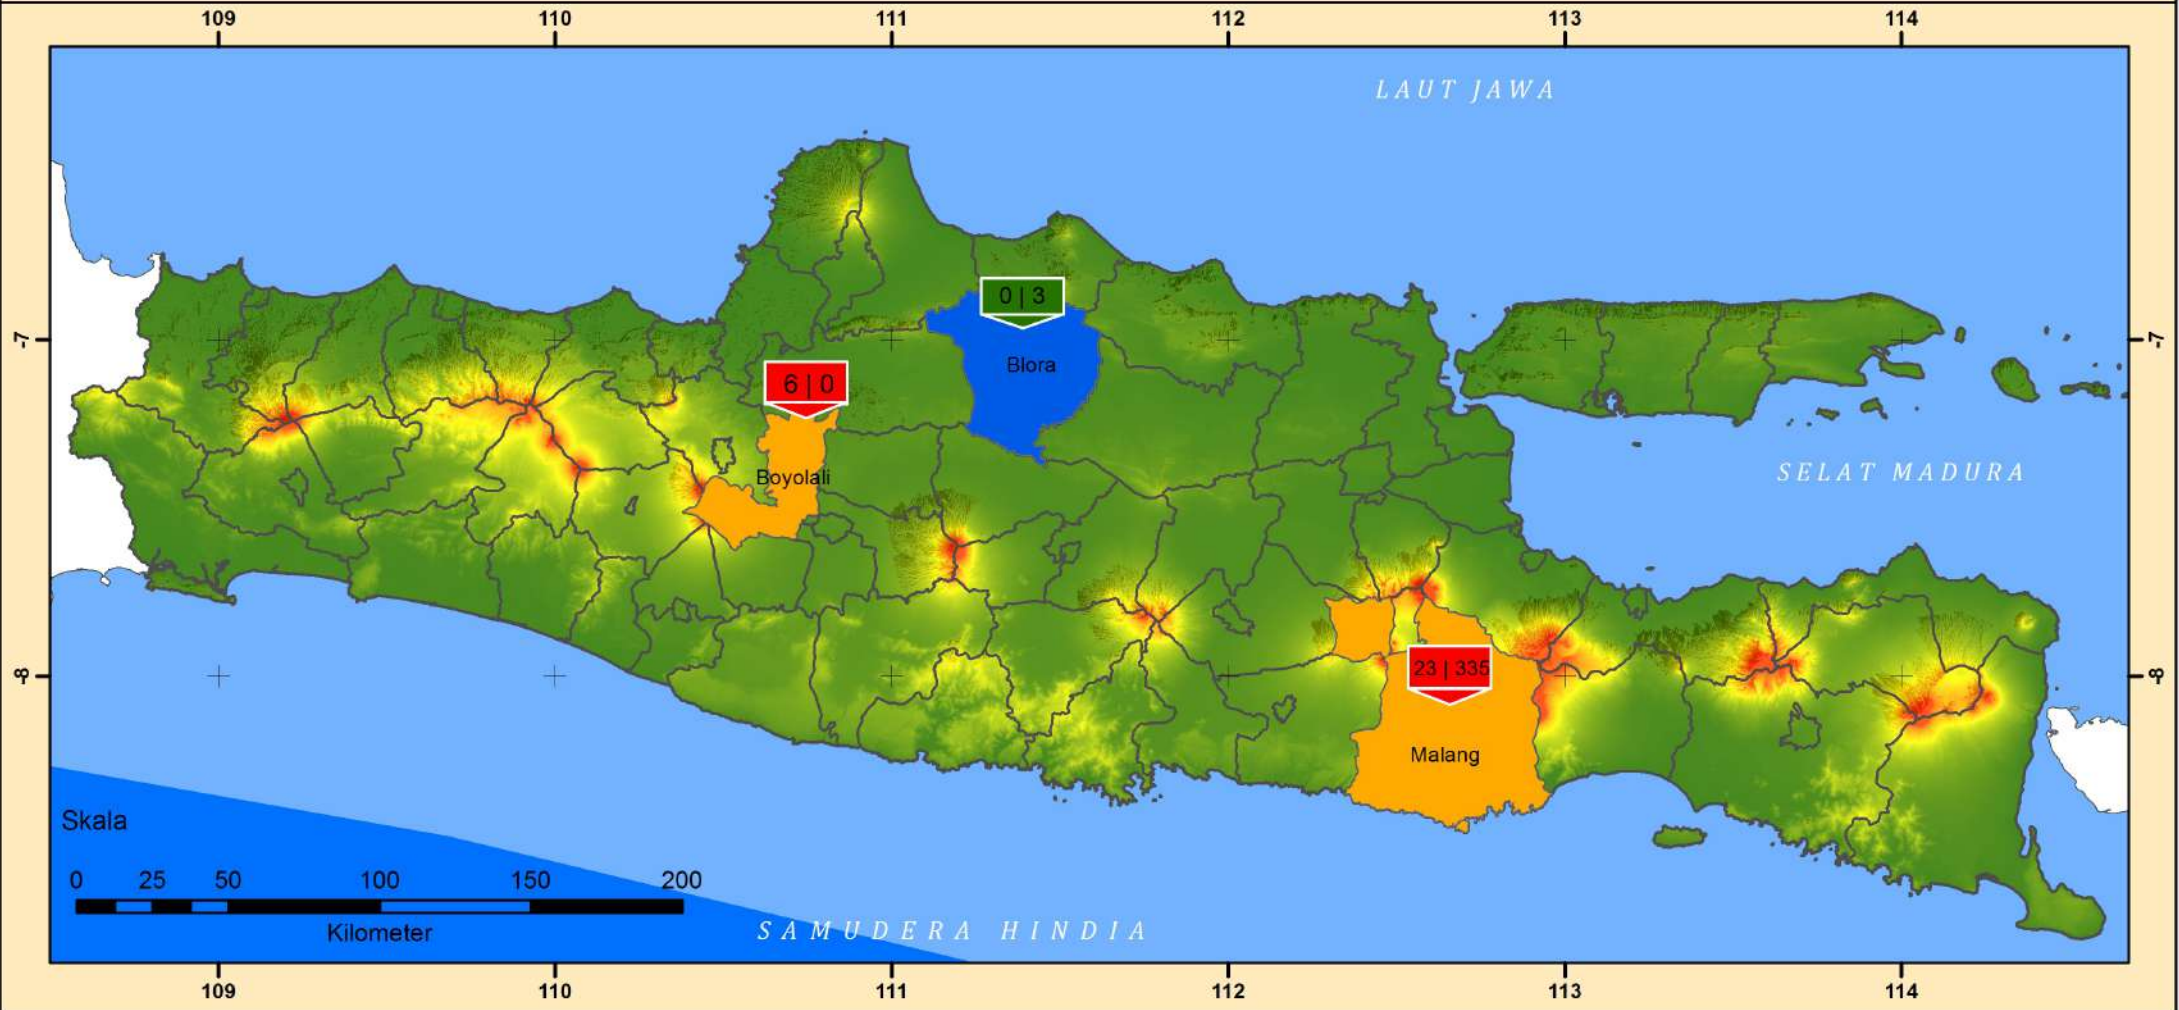 109 110 111 112 113 114
LAUT JAWA
0 | 3
-7 -7
Blora
6 | 0
SELAT MADURA
Boyolali
23 | 335
-8 -8
Malang
Skala
0 25 50 100 150 200
Kilometer
SAMUDERA HINDIA
109 110 111 112 113 114